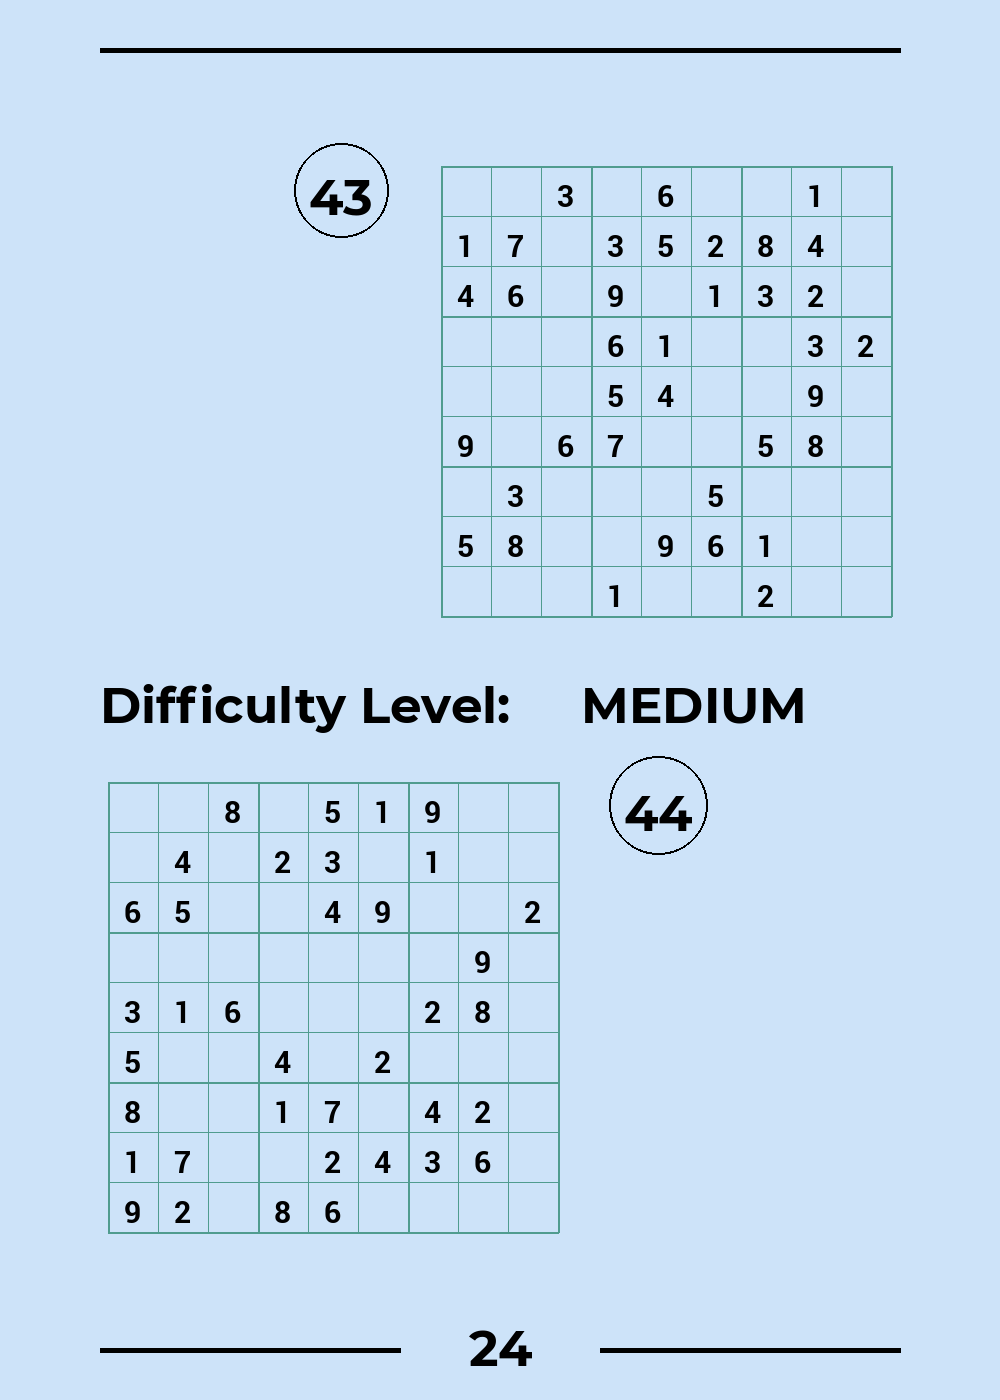 43
3 6 1
1 7 3 5 2 8 4
4 6 9 1 3 2
6 1 3 2
5 4 9
9 6 7 5 8
3 5
5 8 9 6 1
1 2
Difficulty Level: MEDIUM
44
8 5 1 9
4 2 3 1
6 5 4 9 2
9
3 1 6 2 8
5 4 2
8 1 7 4 2
1 7 2 4 3 6
9 2 8 6
24